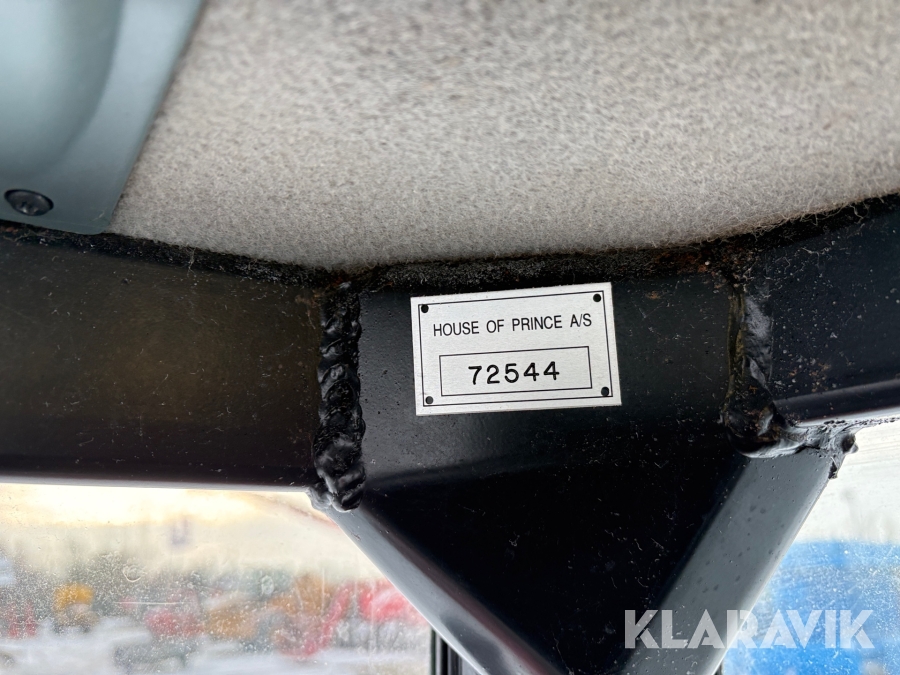 HOUSE OF PRINCE A/S
72544
KLARAVIK